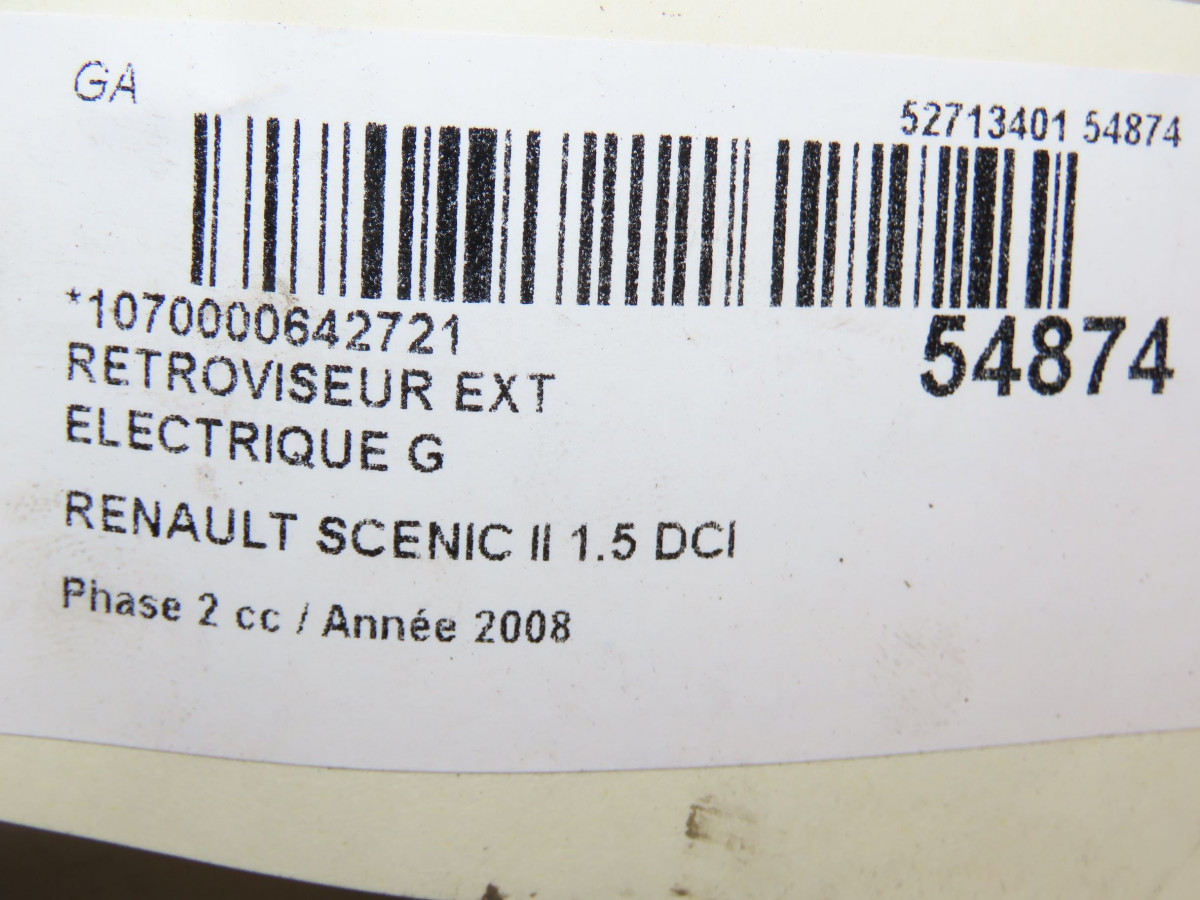 GA
52713401 54874
*1070000642721
54874
RETROVISEUR EXT
ELECTRIQUE G
RENAULT SCENIC II 1.5 DCI
Phase 2 cc / Année 2008